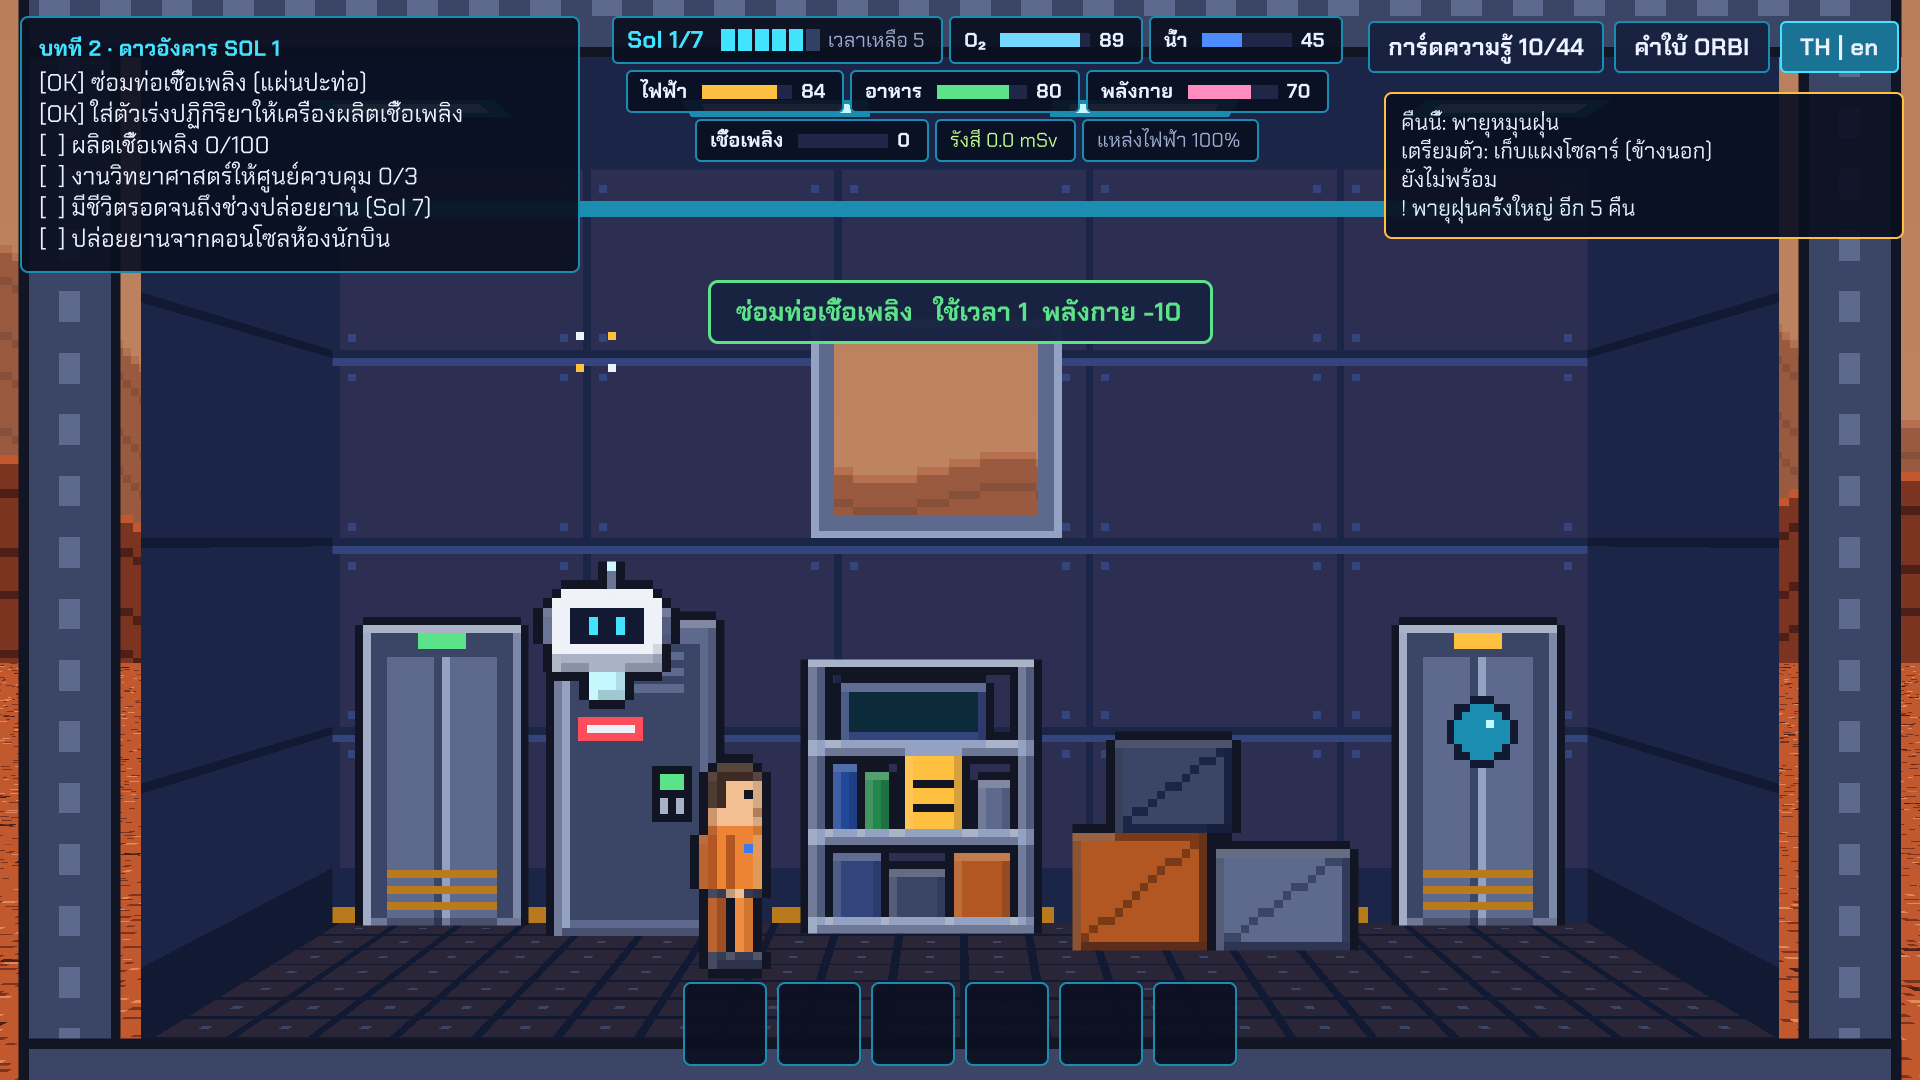 บทที่ 2 · ดาวอังคาร SOL 1
[OK] ซ่อมท่อเชื้อเพลิง (แผ่นปะท่อ)
[OK] ใส่ตัวเร่งปฏิกิริยาให้เครื่องผลิตเชื้อเพลิง
[ ] ผลิตเชื้อเพลิง 0/100
[ ] งานวิทยาศาสตร์ให้ศูนย์ควบคุม 0/3
[ ] มีชีวิตรอดจนถึงช่วงปล่อยยาน (Sol 7)
[ ] ปล่อยยานจากคอนโซลห้องนักบิน
Sol 1/7 เวลาเหลือ 5
O₂ 89
น้ำ 45
ไฟฟ้า 84
อาหาร 80
พลังกาย 70
เชื้อเพลิง 0
รังสี 0.0 mSv
แหล่งไฟฟ้า 100%
การ์ดความรู้ 10/44
คำใบ้ ORBI
TH | en
คืนนี้: พายุหมุนฝุ่น
เตรียมตัว: เก็บแผงโซลาร์ (ข้างนอก)
ยังไม่พร้อม
! พายุฝุ่นครั้งใหญ่ อีก 5 คืน
ซ่อมท่อเชื้อเพลิง ใช้เวลา 1 พลังกาย -10